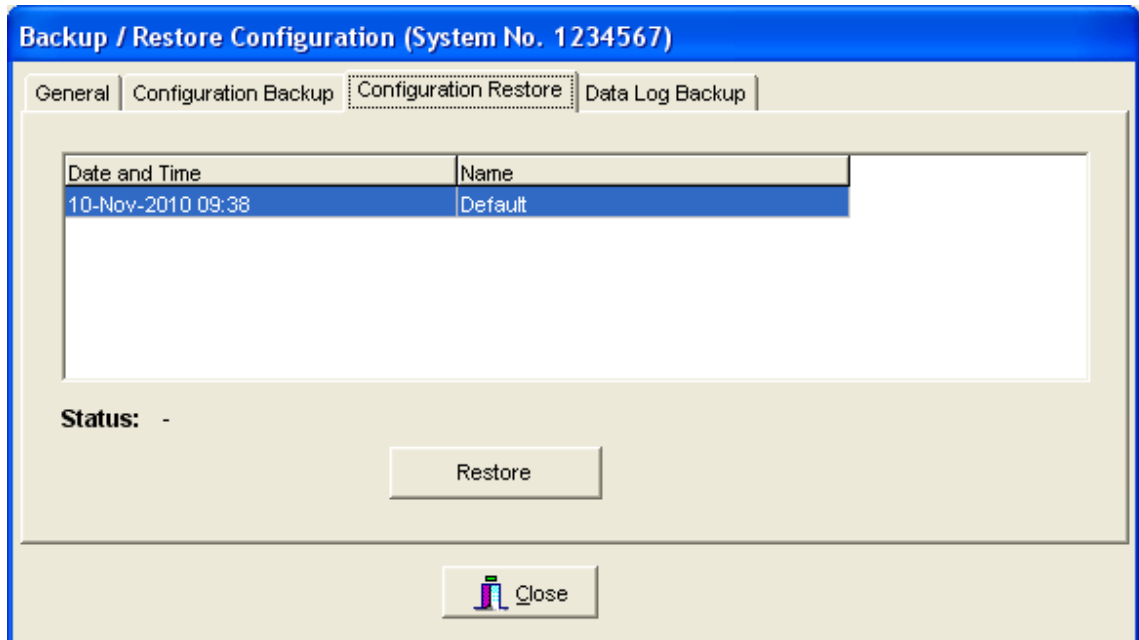 Backup / Restore Configuration (System No. 1234567)
General Configuration Backup Configuration Restore Data Log Backup
Date and Time Name
10-Nov-2010 09:38 Default
Status: -
Restore
Close